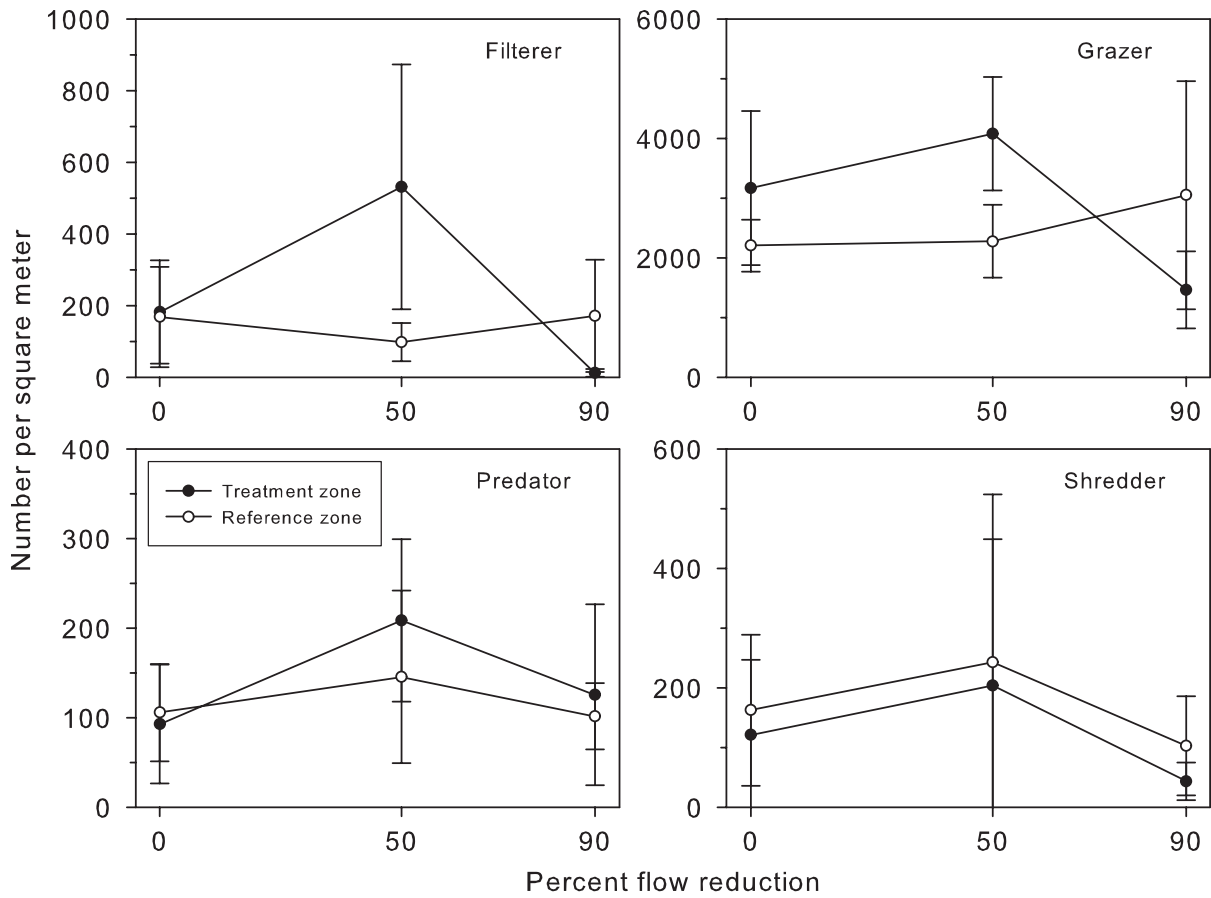 Number per square meter
1000
800
600
400
200
0
Filterer
0 50 90
6000
4000
2000
0
Grazer
0 50 90
400
300
200
100
0
Predator
Treatment zone
Reference zone
0 50 90
600
400
200
0
Shredder
0 50 90
Percent flow reduction